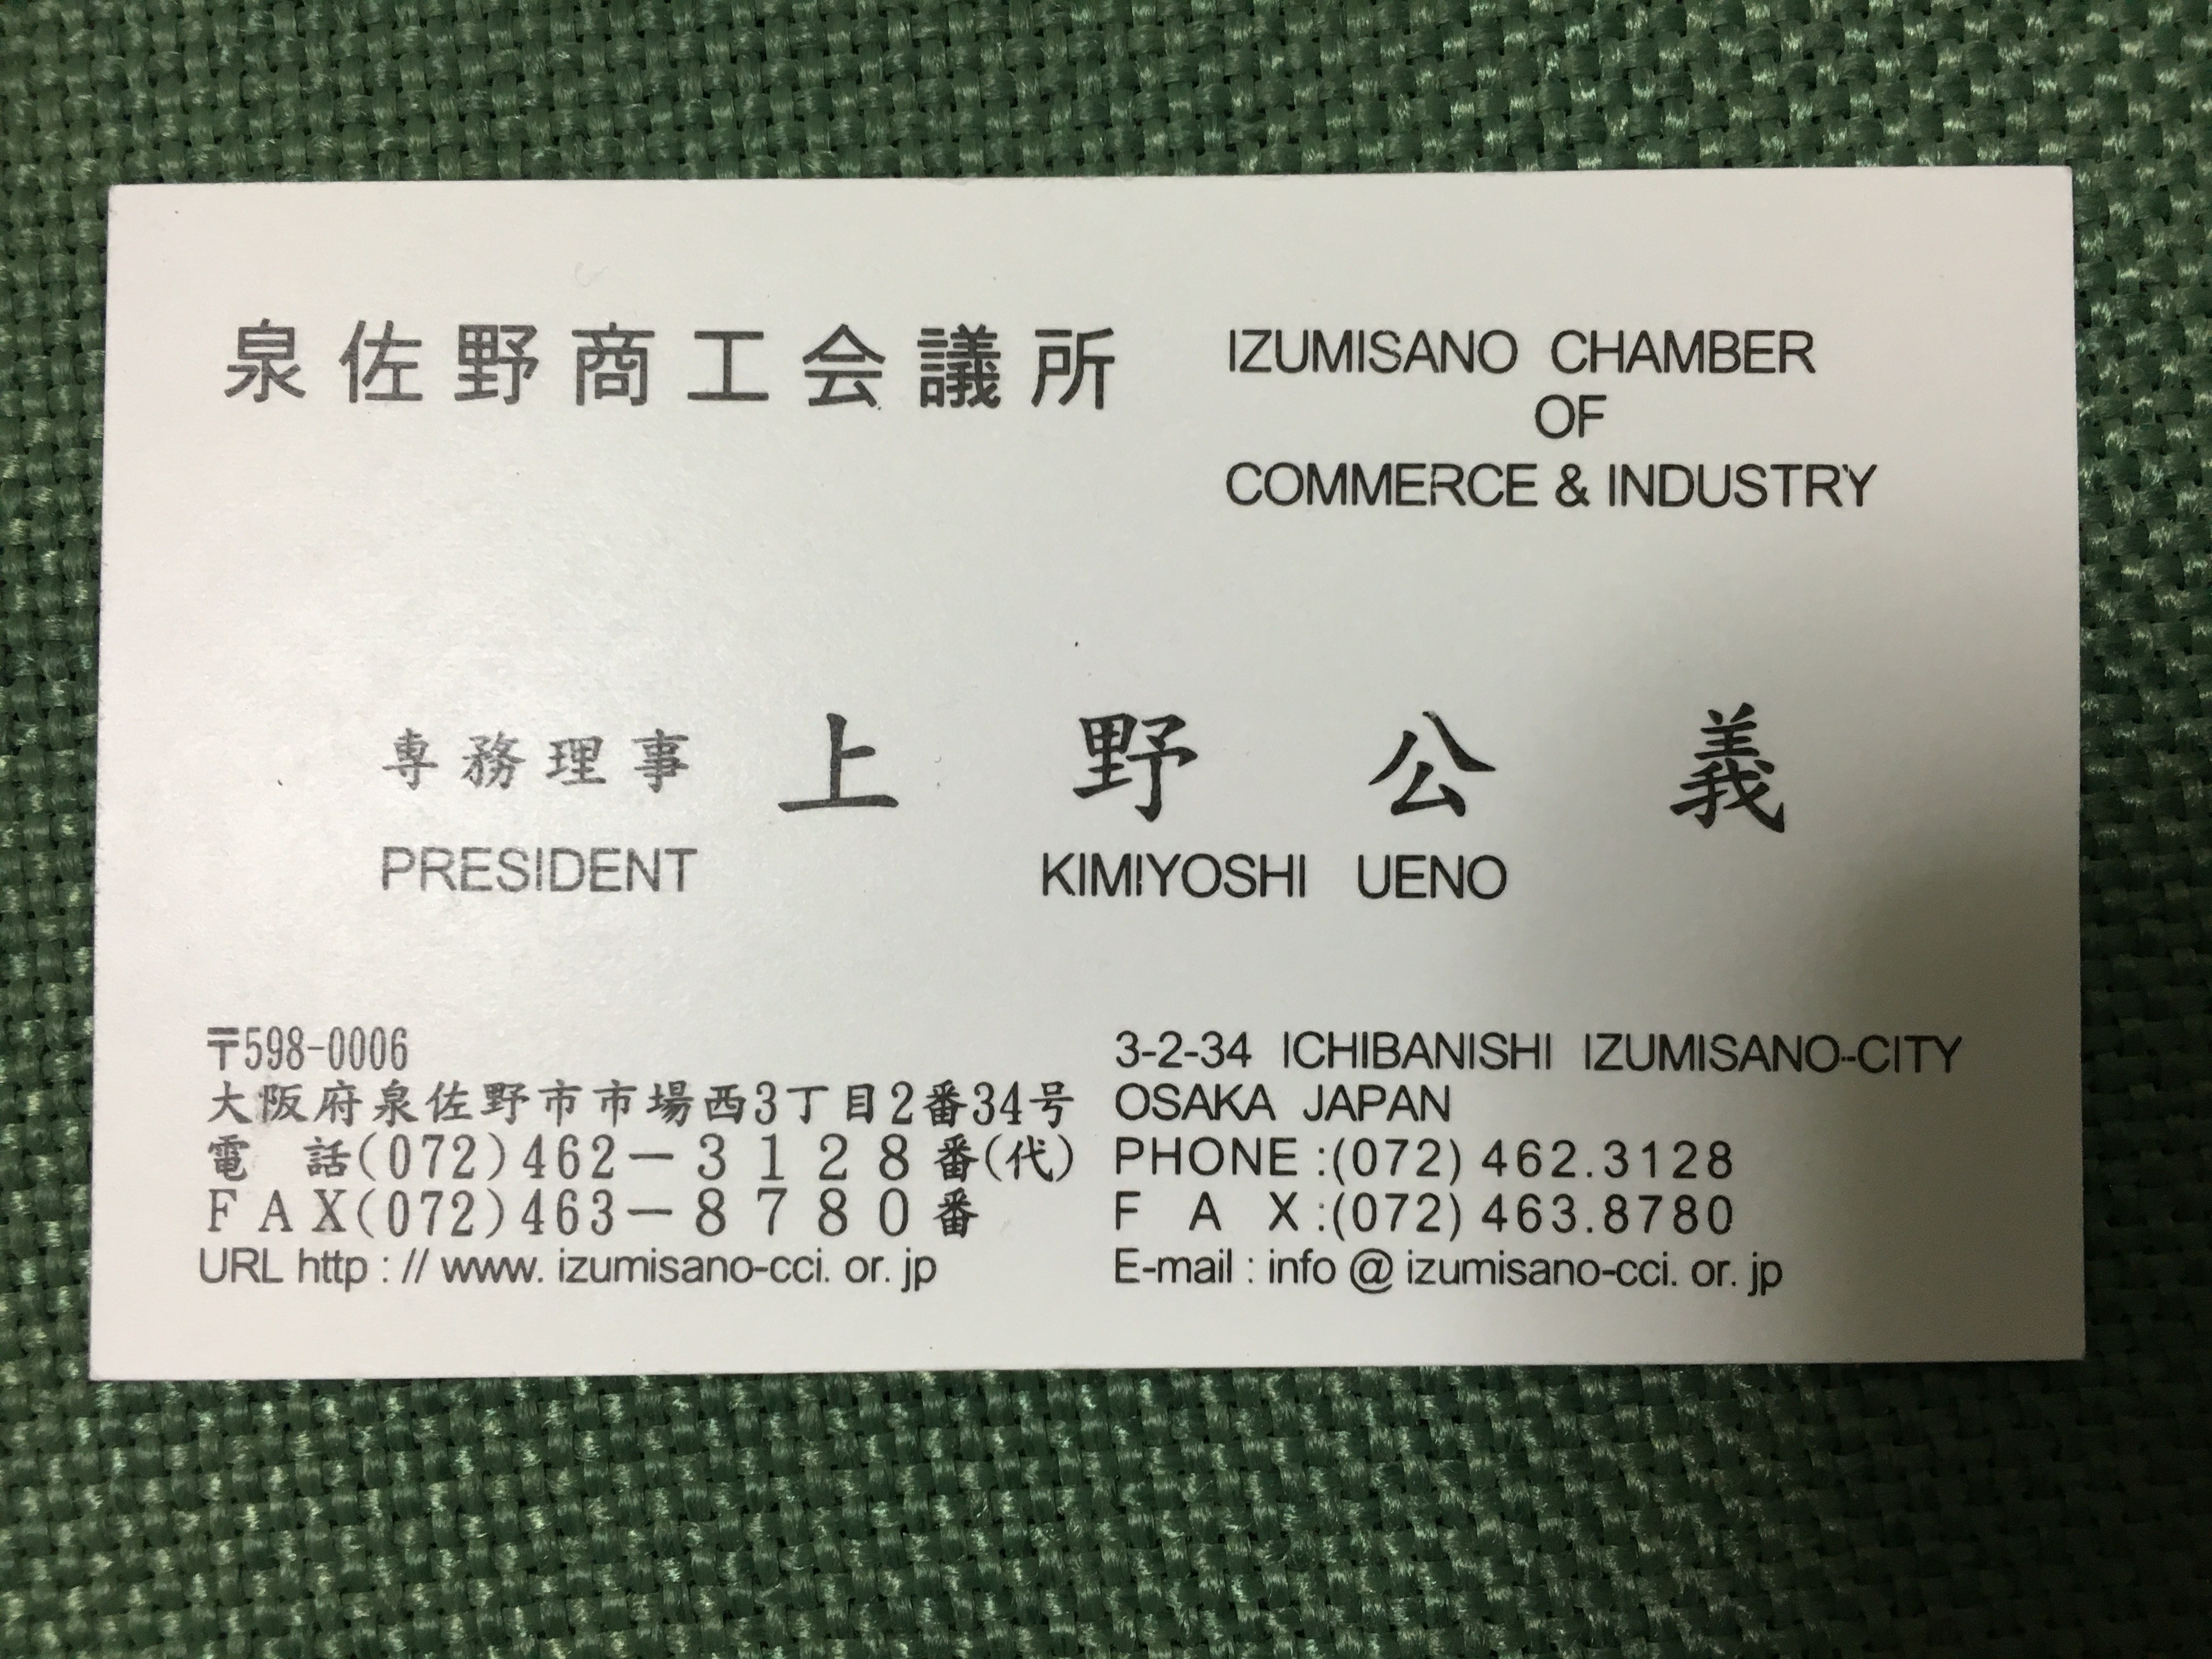 泉佐野商工会議所
IZUMISANO CHAMBER
OF
COMMERCE & INDUSTRY
専務理事 上野公義
PRESIDENT KIMIYOSHI UENO
〒598-0006
大阪府泉佐野市市場西3丁目2番34号
電 話(072)462-3128番(代)
FAX(072)463-8780番
URL http : // www. izumisano-cci. or. jp
3-2-34 ICHIBANISHI IZUMISANO-CITY
OSAKA JAPAN
PHONE :(072) 462.3128
F A X :(072) 463.8780
E-mail : info @ izumisano-cci. or. jp